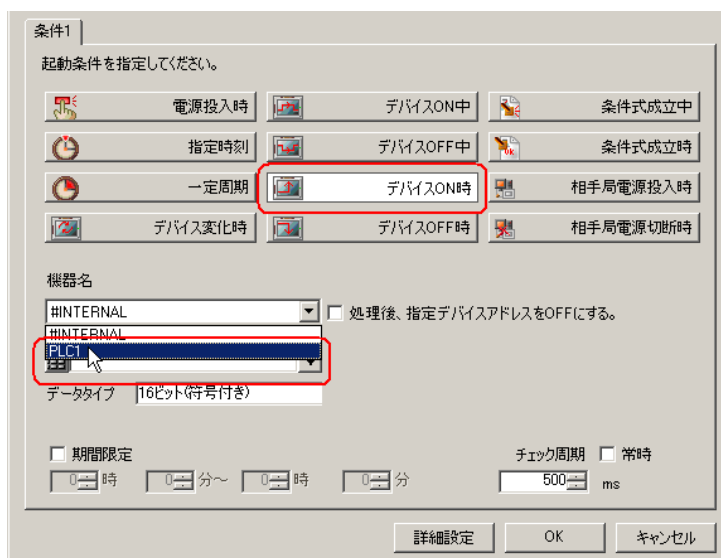 条件1
起動条件を指定してください。
電源投入時 デバイスON中 条件式成立中
指定時刻 デバイスOFF中 条件式成立時
一定周期 デバイスON時 相手局電源投入時
デバイス変化時 デバイスOFF時 相手局電源切断時
機器名
#INTERNAL 処理後、指定デバイスアドレスをOFFにする。
#INTERNAL
PLC1
データタイプ 16ビット(符号付き)
期間限定 チェック周期 常時
0 時 0 分~ 0 時 0 分 500 ms
詳細設定 OK キャンセル